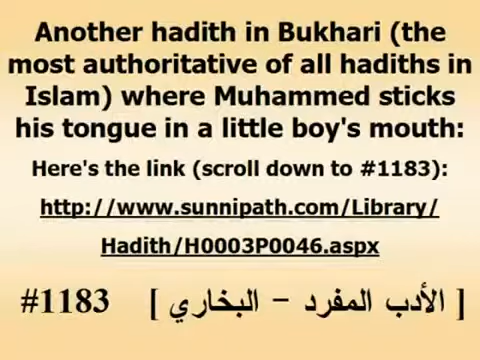 Another hadith in Bukhari (the
most authoritative of all hadiths in
Islam) where Muhammed sticks
his tongue in a little boy's mouth:
Here's the link (scroll down to #1183):
http://www.sunnipath.com/Library/
Hadith/H0003P0046.aspx
#1183 [ الأدب المفرد - البخاري ]